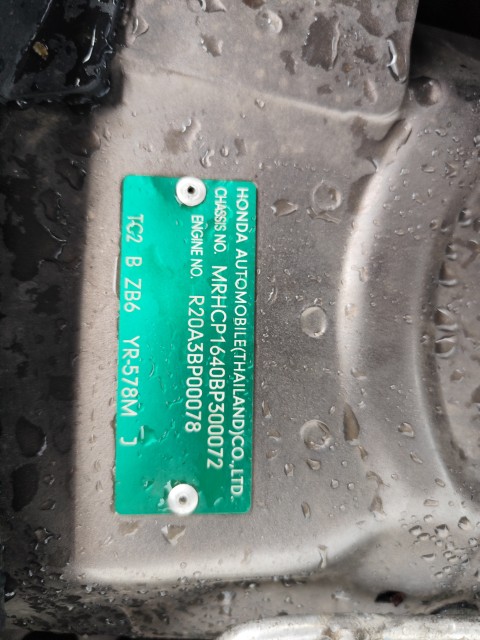 HONDA AUTOMOBILE(THAILAND)CO.,LTD.
CHASSIS NO. MRHCP1640BP300072
ENGINE NO. R20A3BP00078
TC2 B ZB6 YR-578M J